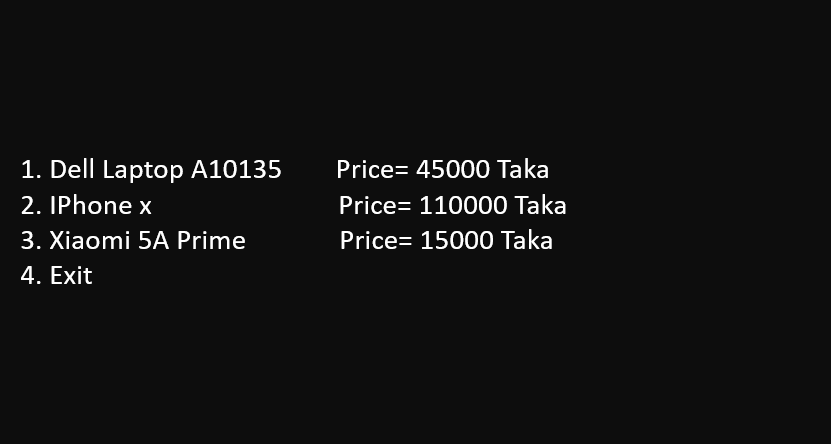 1. Dell Laptop A10135 Price= 45000 Taka
2. IPhone x Price= 110000 Taka
3. Xiaomi 5A Prime Price= 15000 Taka
4. Exit